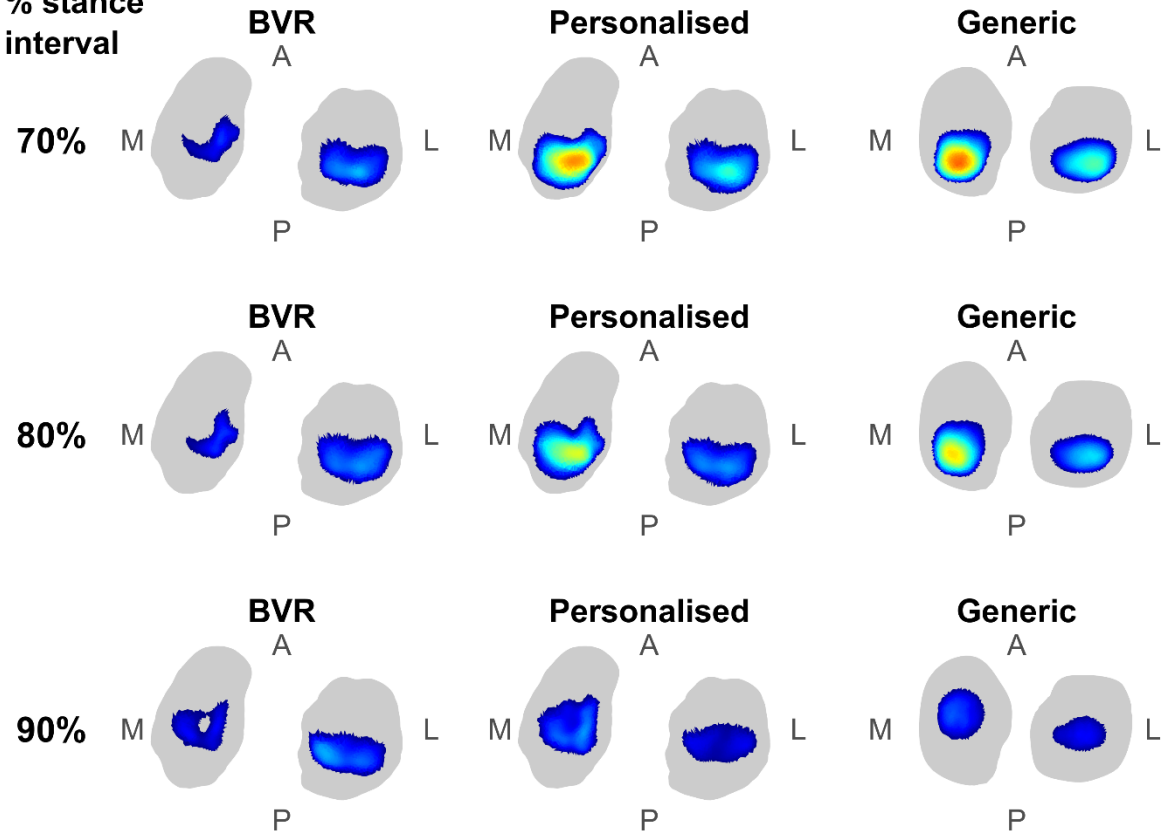 % stance
interval
BVR Personalised Generic
A A A
70% M L M L M L
P P P
BVR Personalised Generic
A A A
80% M L M L M L
P P P
BVR Personalised Generic
A A A
90% M L M L M L
P P P